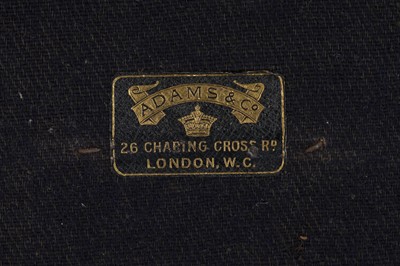 ADAMS & Co
26 CHARING CROSS RD
LONDON, W.C.